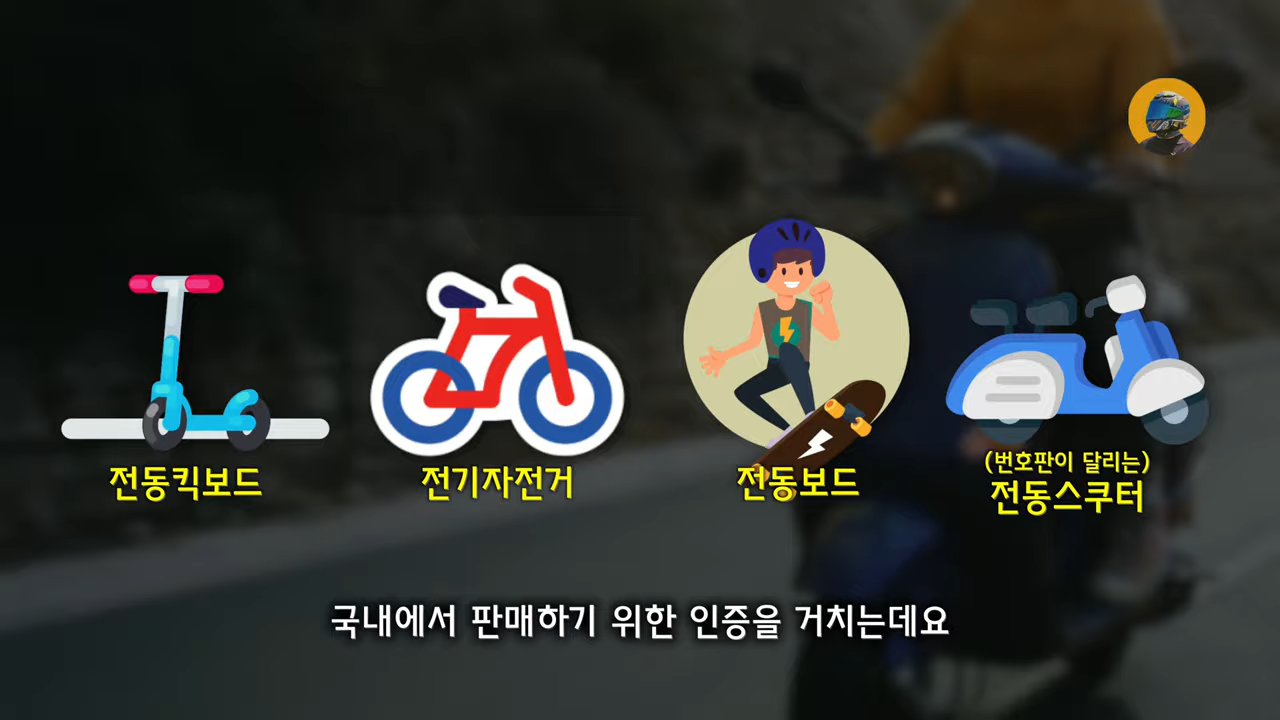 전동킥보드
전기자전거
전동보드
(번호판이 달리는)
전동스쿠터
국내에서 판매하기 위한 인증을 거치는데요